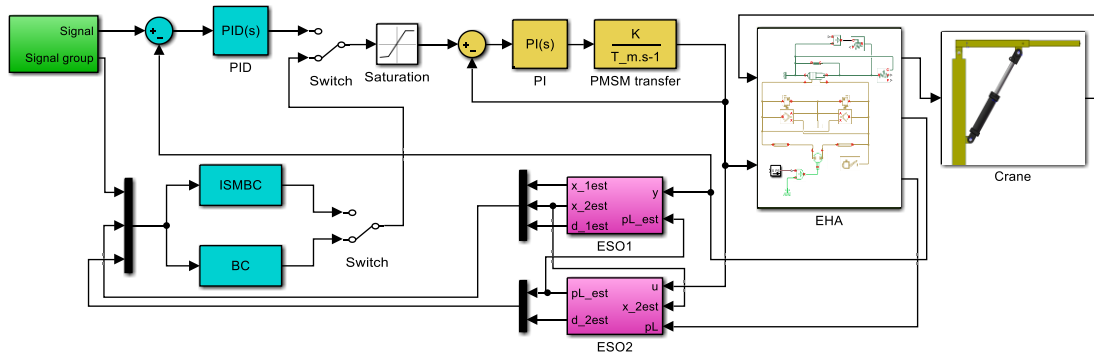 Signal
Signal group
PID(s)
PID
Switch
Saturation
PI(s)
PI
K
T_m.s-1
PMSM transfer
EHA
Crane
ISMBC
BC
Switch
x_1est
x_2est
d_1est
y
pL_est
ESO1
pL_est
d_2est
u
x_2est
pL
ESO2